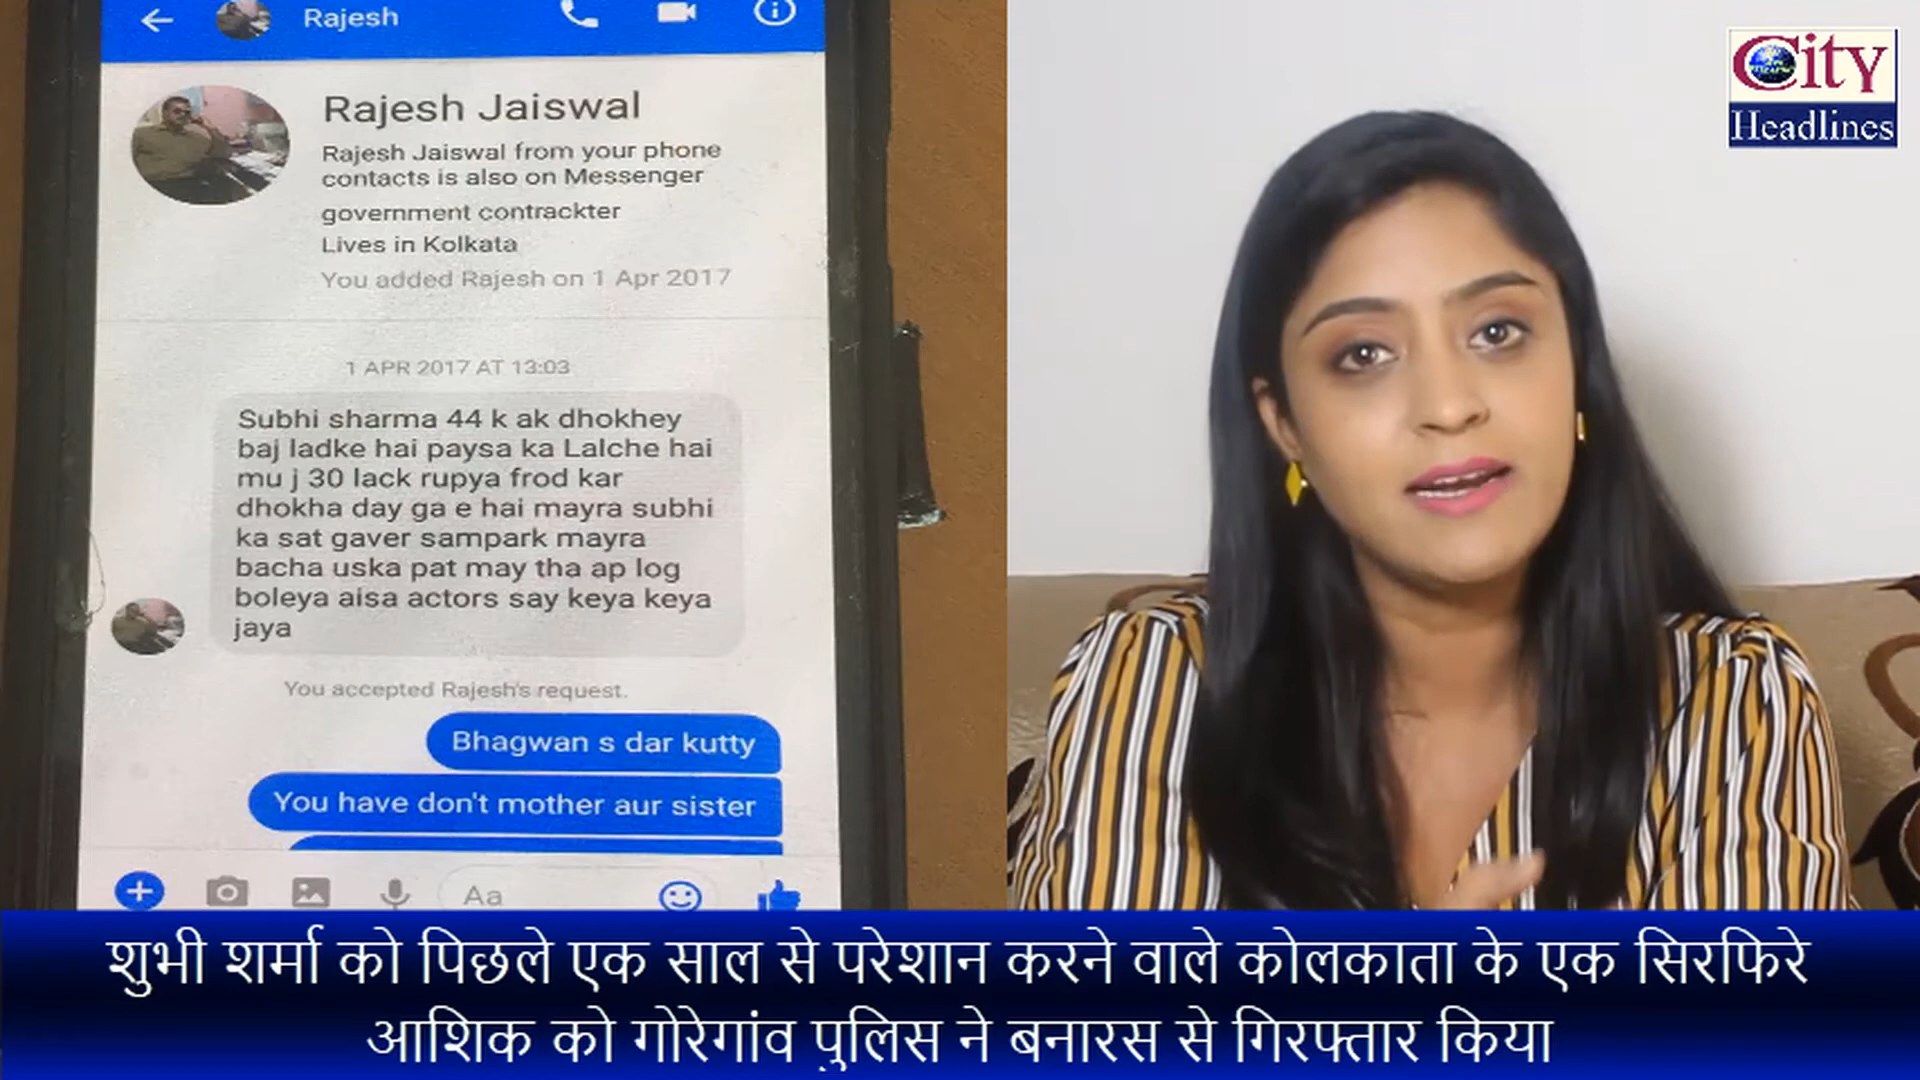 Rajesh
Rajesh Jaiswal
Rajesh Jaiswal from your phone
contacts is also on Messenger
government contrackter
Lives in Kolkata
You added Rajesh on 1 Apr 2017
1 APR 2017 AT 13:03
Subhi sharma 44 k ak dhokhey
baj ladke hai paysa ka Lalche hai
mu j 30 lack rupya frod kar
dhokha day ga e hai mayra subhi
ka sat gaver sampark mayra
bacha uska pat may tha ap log
boleya aisa actors say keya keya
jaya
You accepted Rajesh's request.
Bhagwan s dar kutty
You have don't mother aur sister
Aa
City
Headlines
शुभी शर्मा को पिछले एक साल से परेशान करने वाले कोलकाता के एक सिरफिरे
आशिक को गोरेगांव पुलिस ने बनारस से गिरफ्तार किया